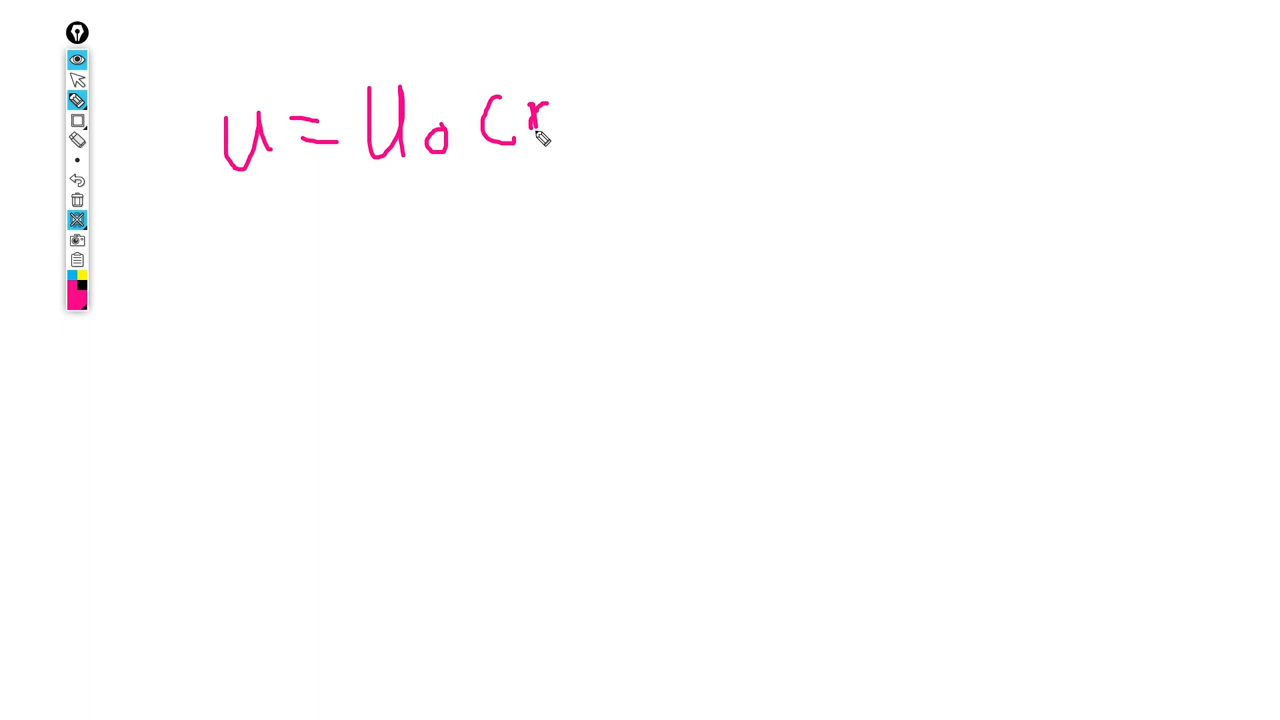 u = U₀ Cr